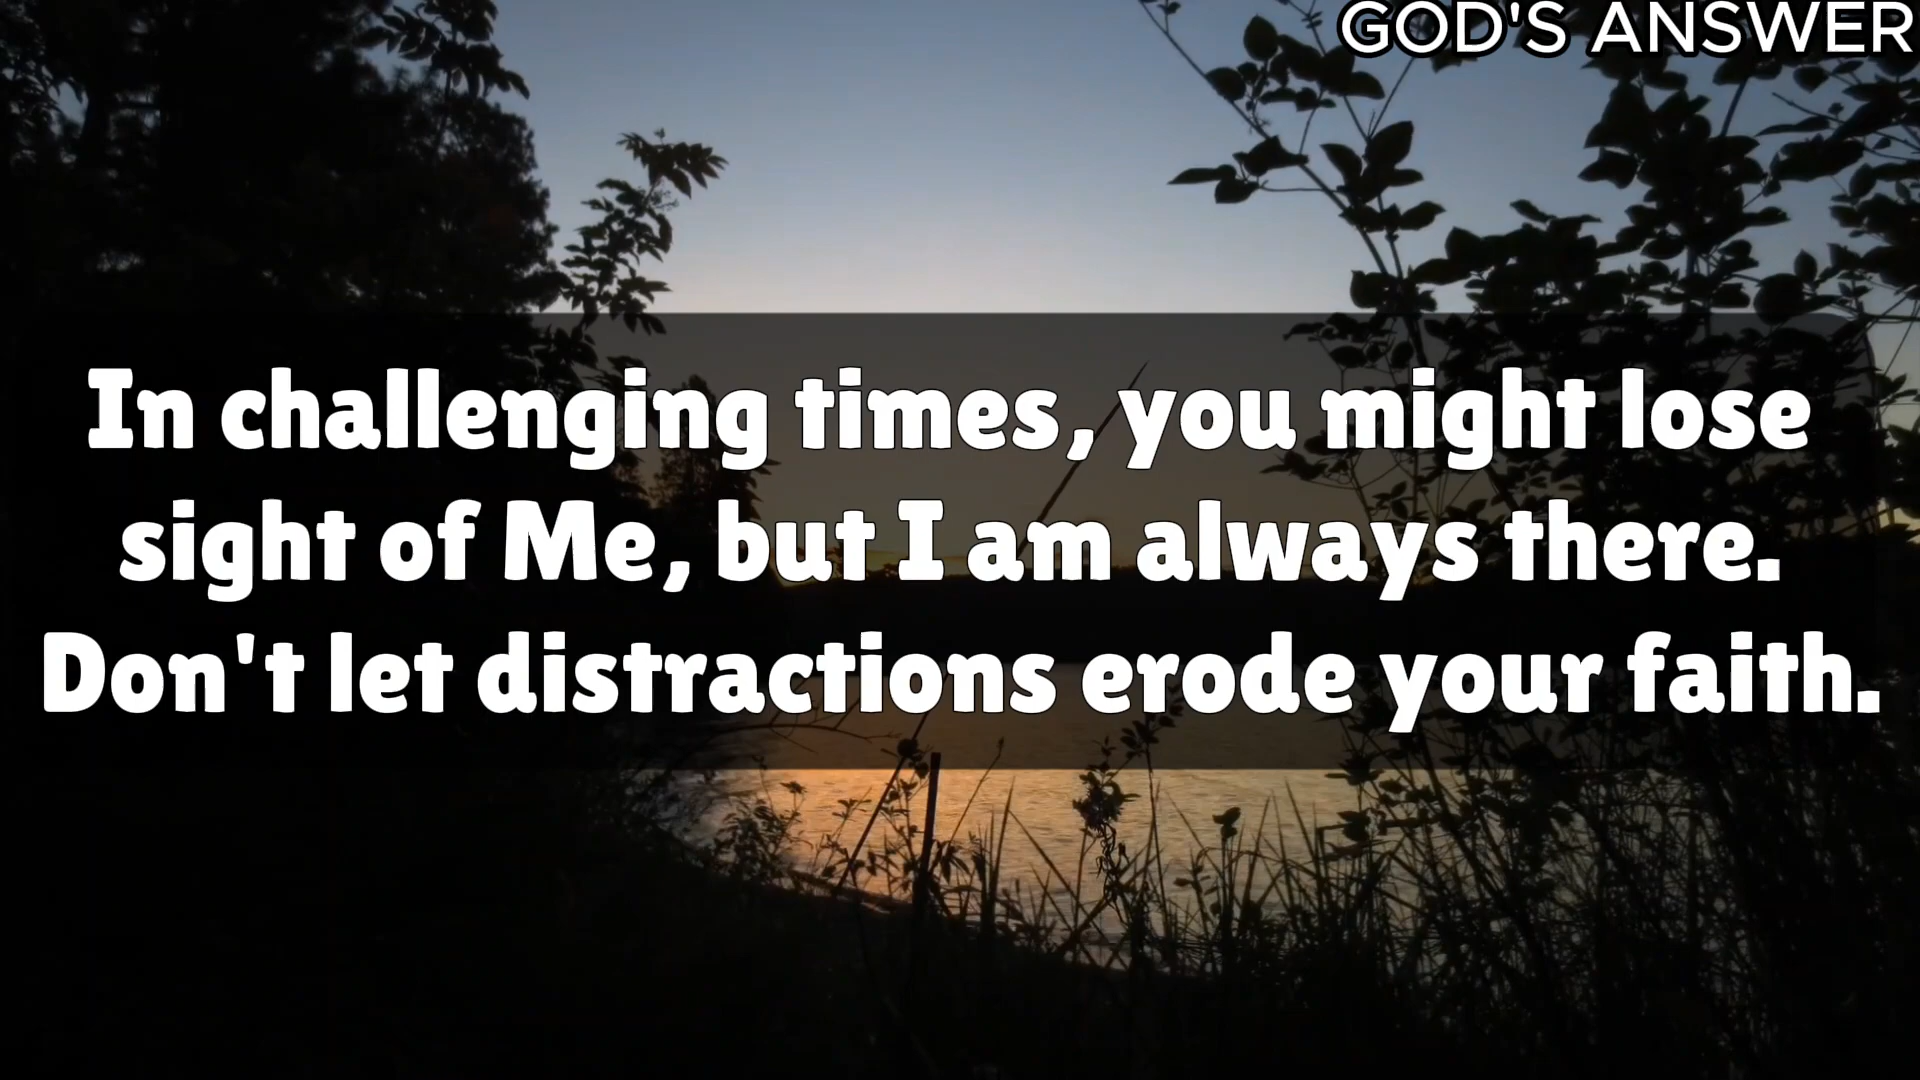 GOD'S ANSWER
In challenging times, you might lose
sight of Me, but I am always there.
Don't let distractions erode your faith.